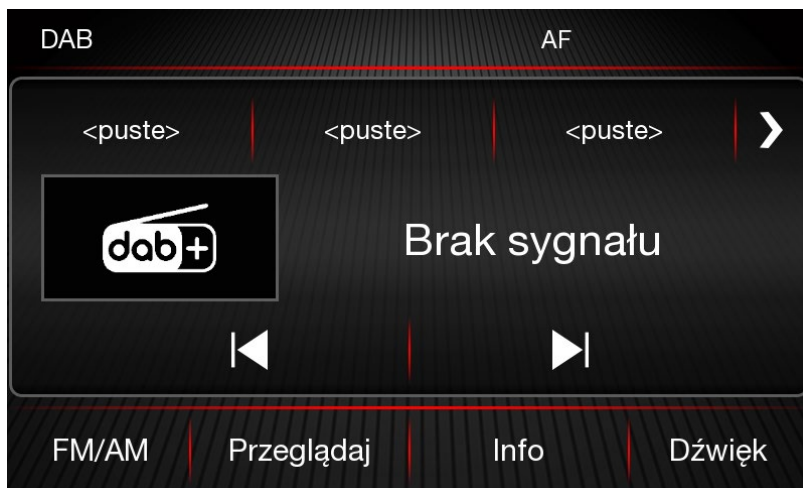 DAB AF
<puste> <puste> <puste>
dab+
Brak sygnału
FM/AM Przeglądaj Info Dźwięk